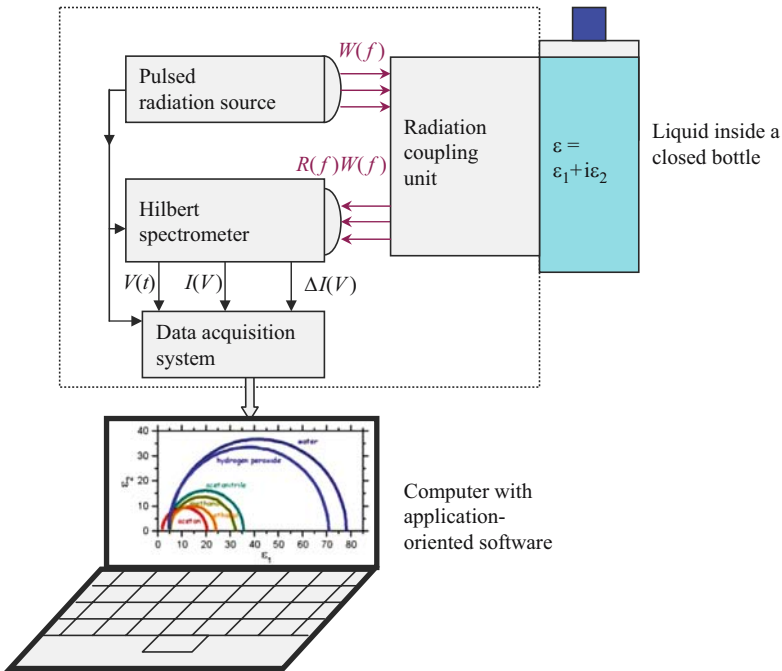 W(f)
Pulsed
radiation source
Radiation
coupling
unit
Liquid inside a
closed bottle
ε =
ε1+iε2
R(f)W(f)
Hilbert
spectrometer
V(t)
I(V)
ΔI(V)
Data acquisition
system
40
30
20
10
0
ε2
water
hydrogen peroxide
acetonitrile
aceton
0 10 20 30 40 50 60 70 80
ε1
Computer with
application-
oriented software